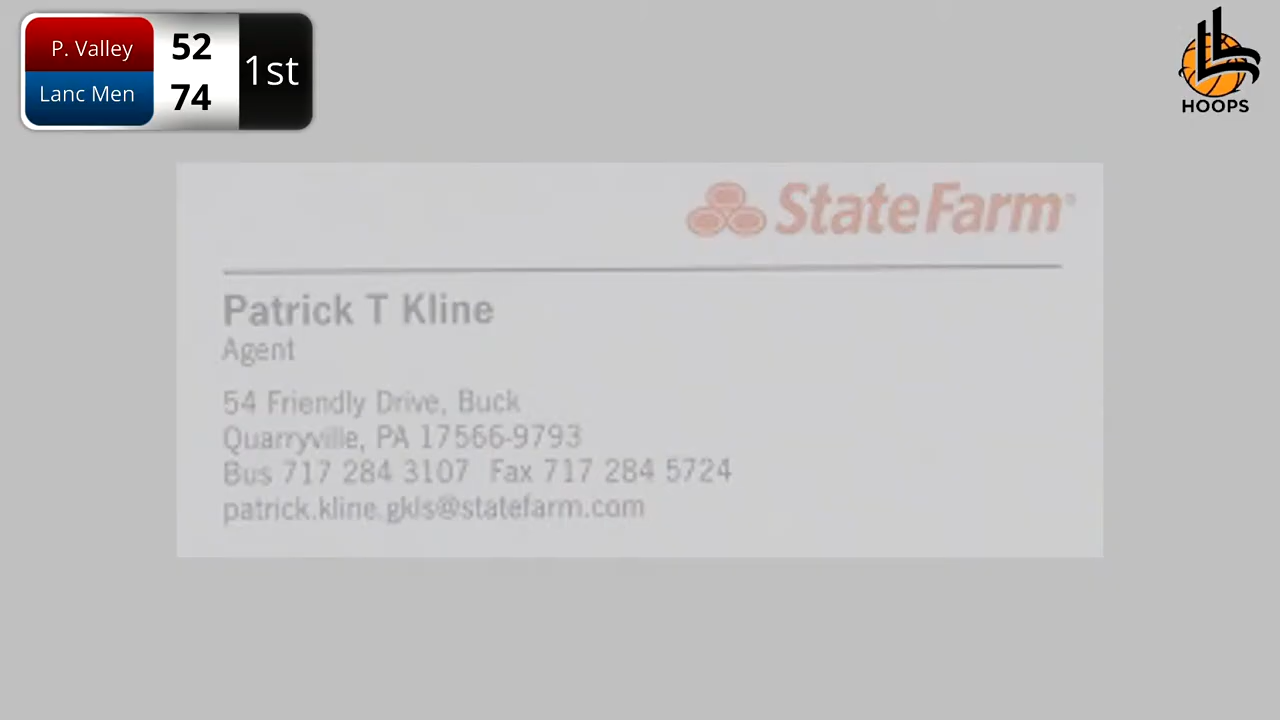 P. Valley 52
Lanc Men 74
1st
HOOPS
StateFarm®
Patrick T Kline
Agent
54 Friendly Drive, Buck
Quarryville, PA 17566-9793
Bus 717 284 3107 Fax 717 284 5724
patrick.kline.gkls@statefarm.com